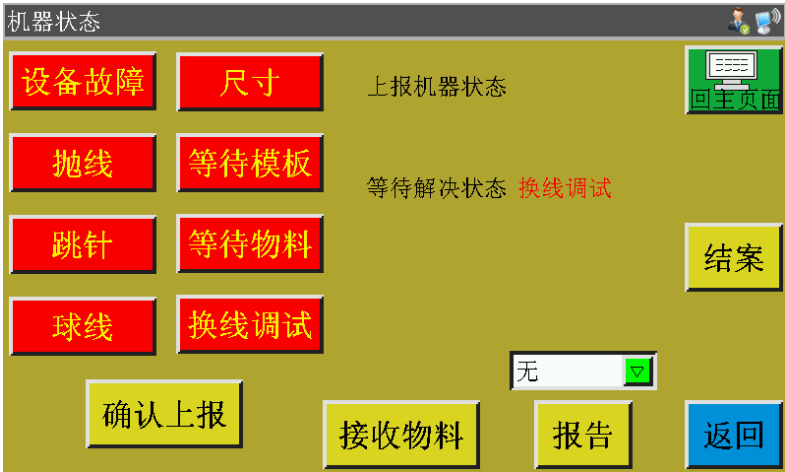 机器状态
设备故障
尺寸
上报机器状态
回主页面
抛线
等待模板
等待解决状态 换线调试
跳针
等待物料
结案
球线
换线调试
无
确认上报
接收物料
报告
返回